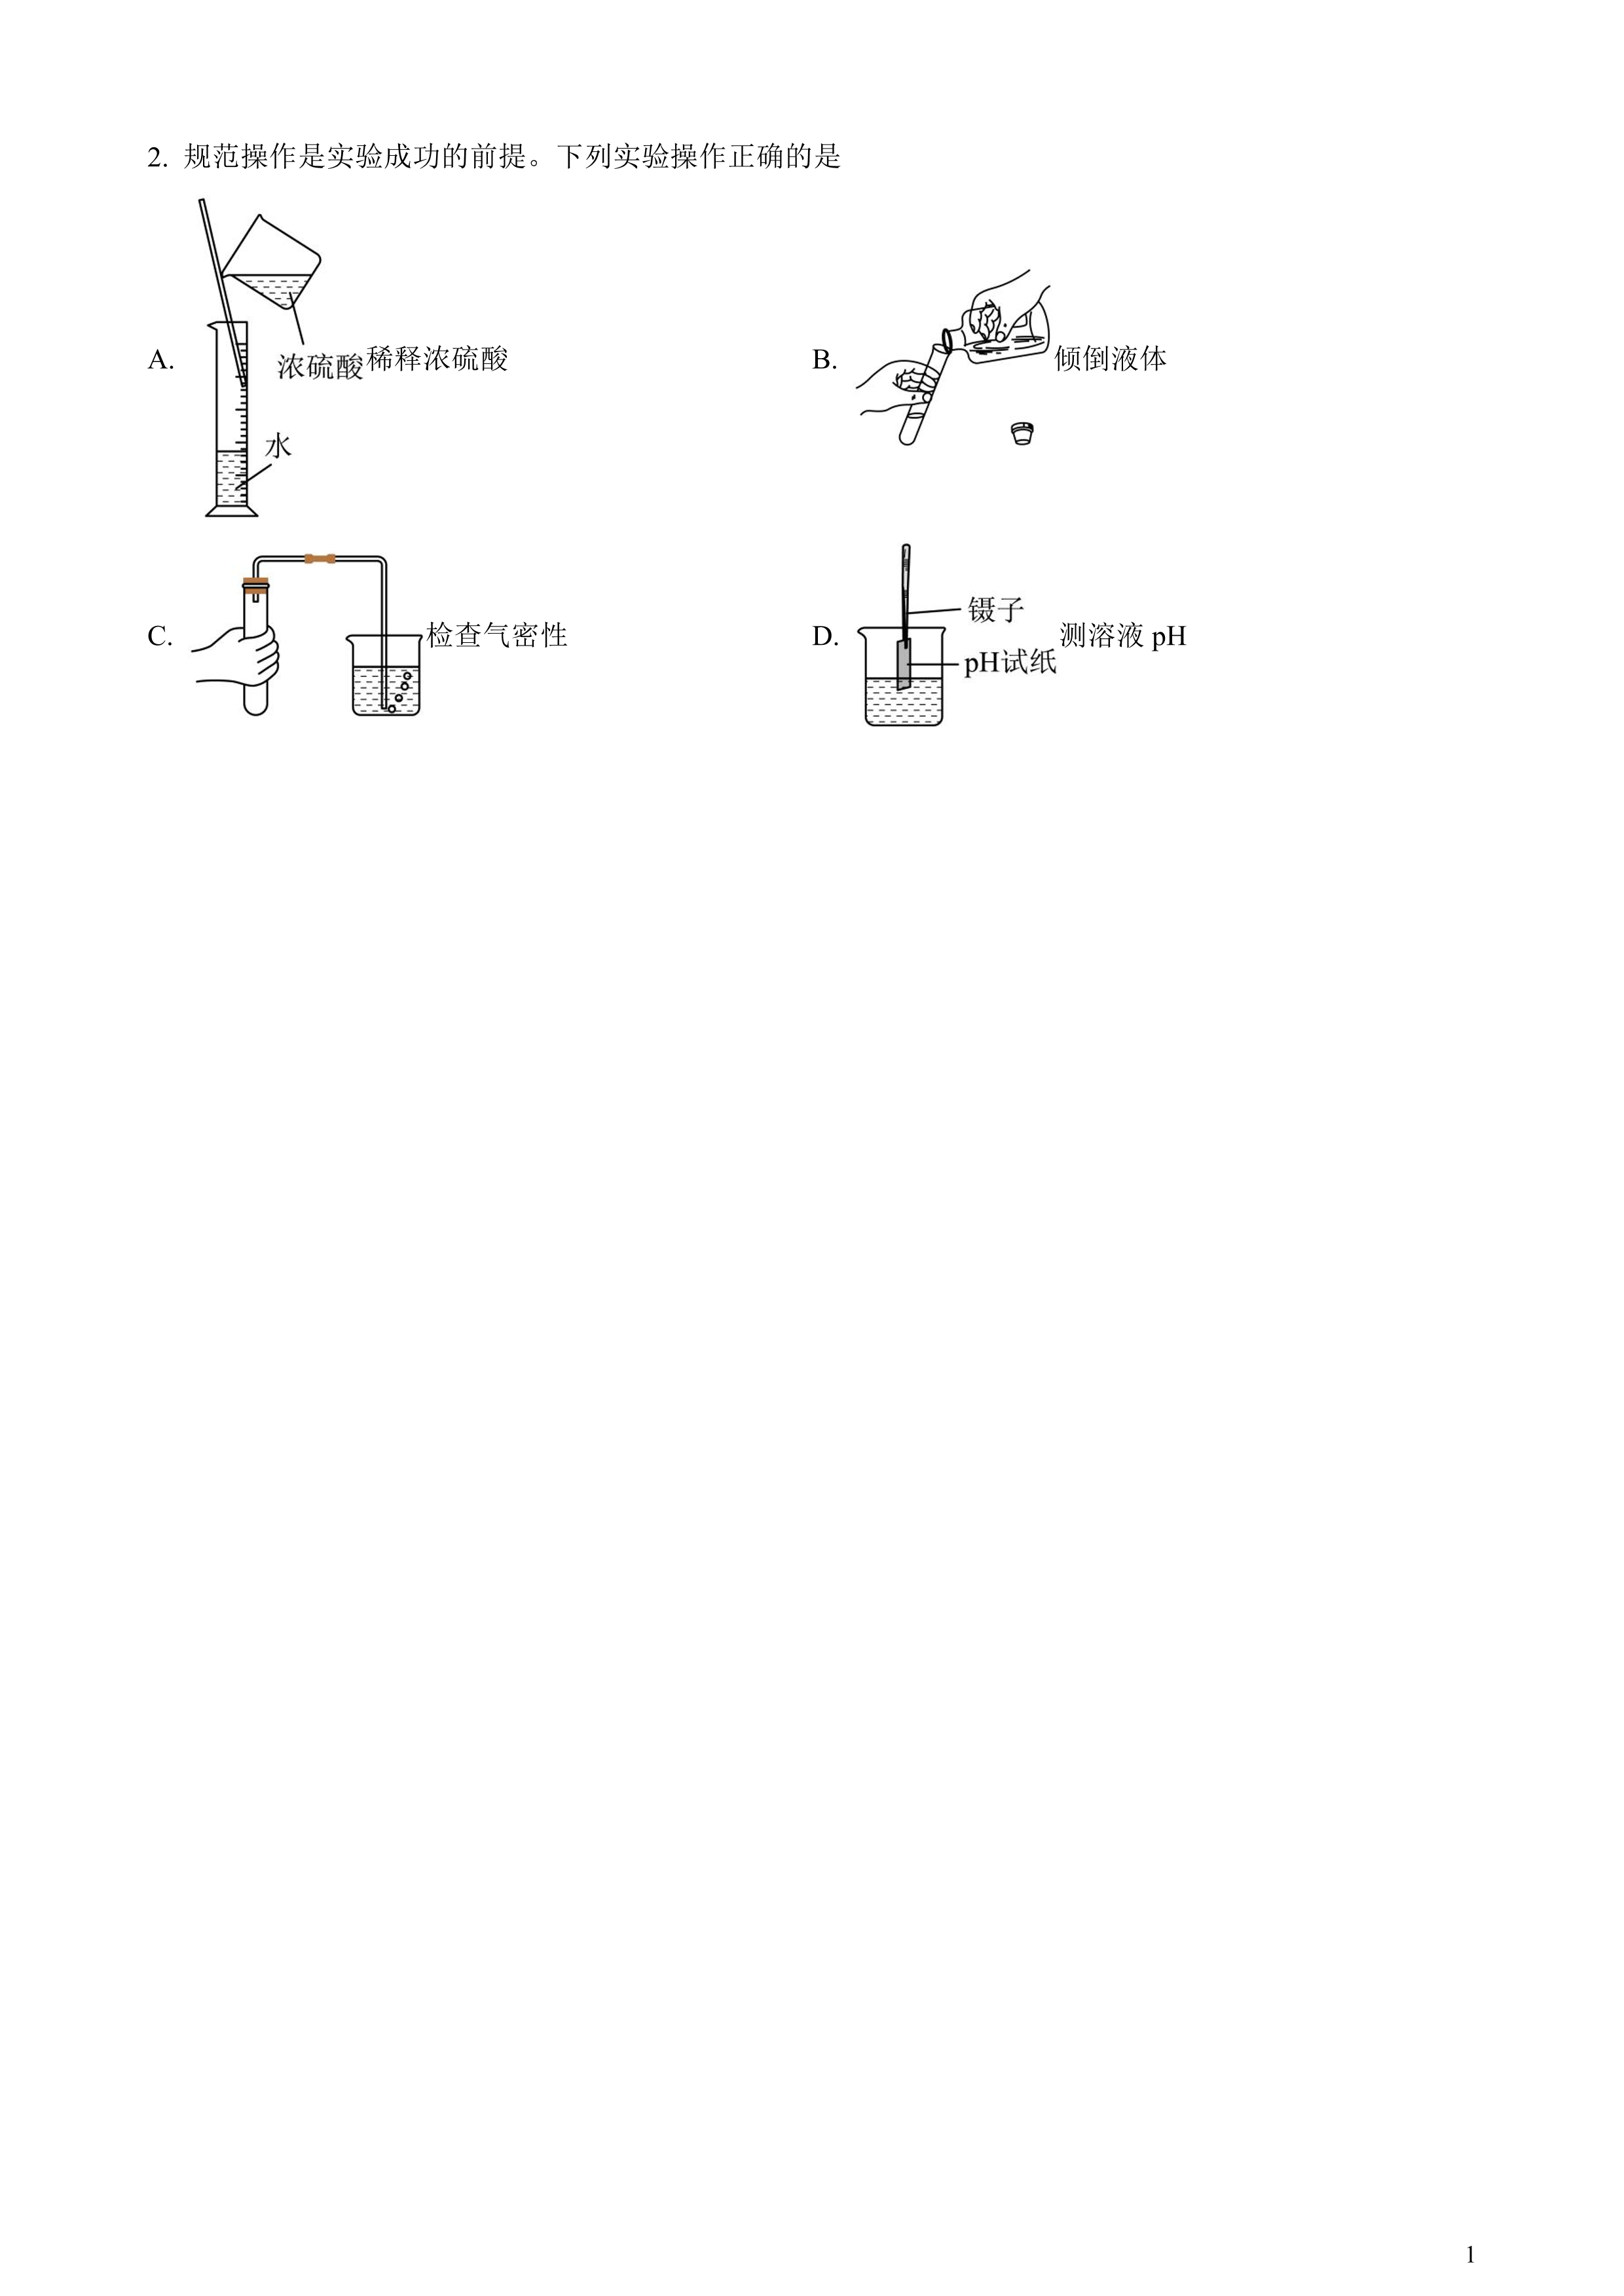 2. 规范操作是实验成功的前提。下列实验操作正确的是
A. 浓硫酸 水 稀释浓硫酸
B. 倾倒液体
C. 检查气密性
D. 镊子 pH试纸 测溶液 pH
1